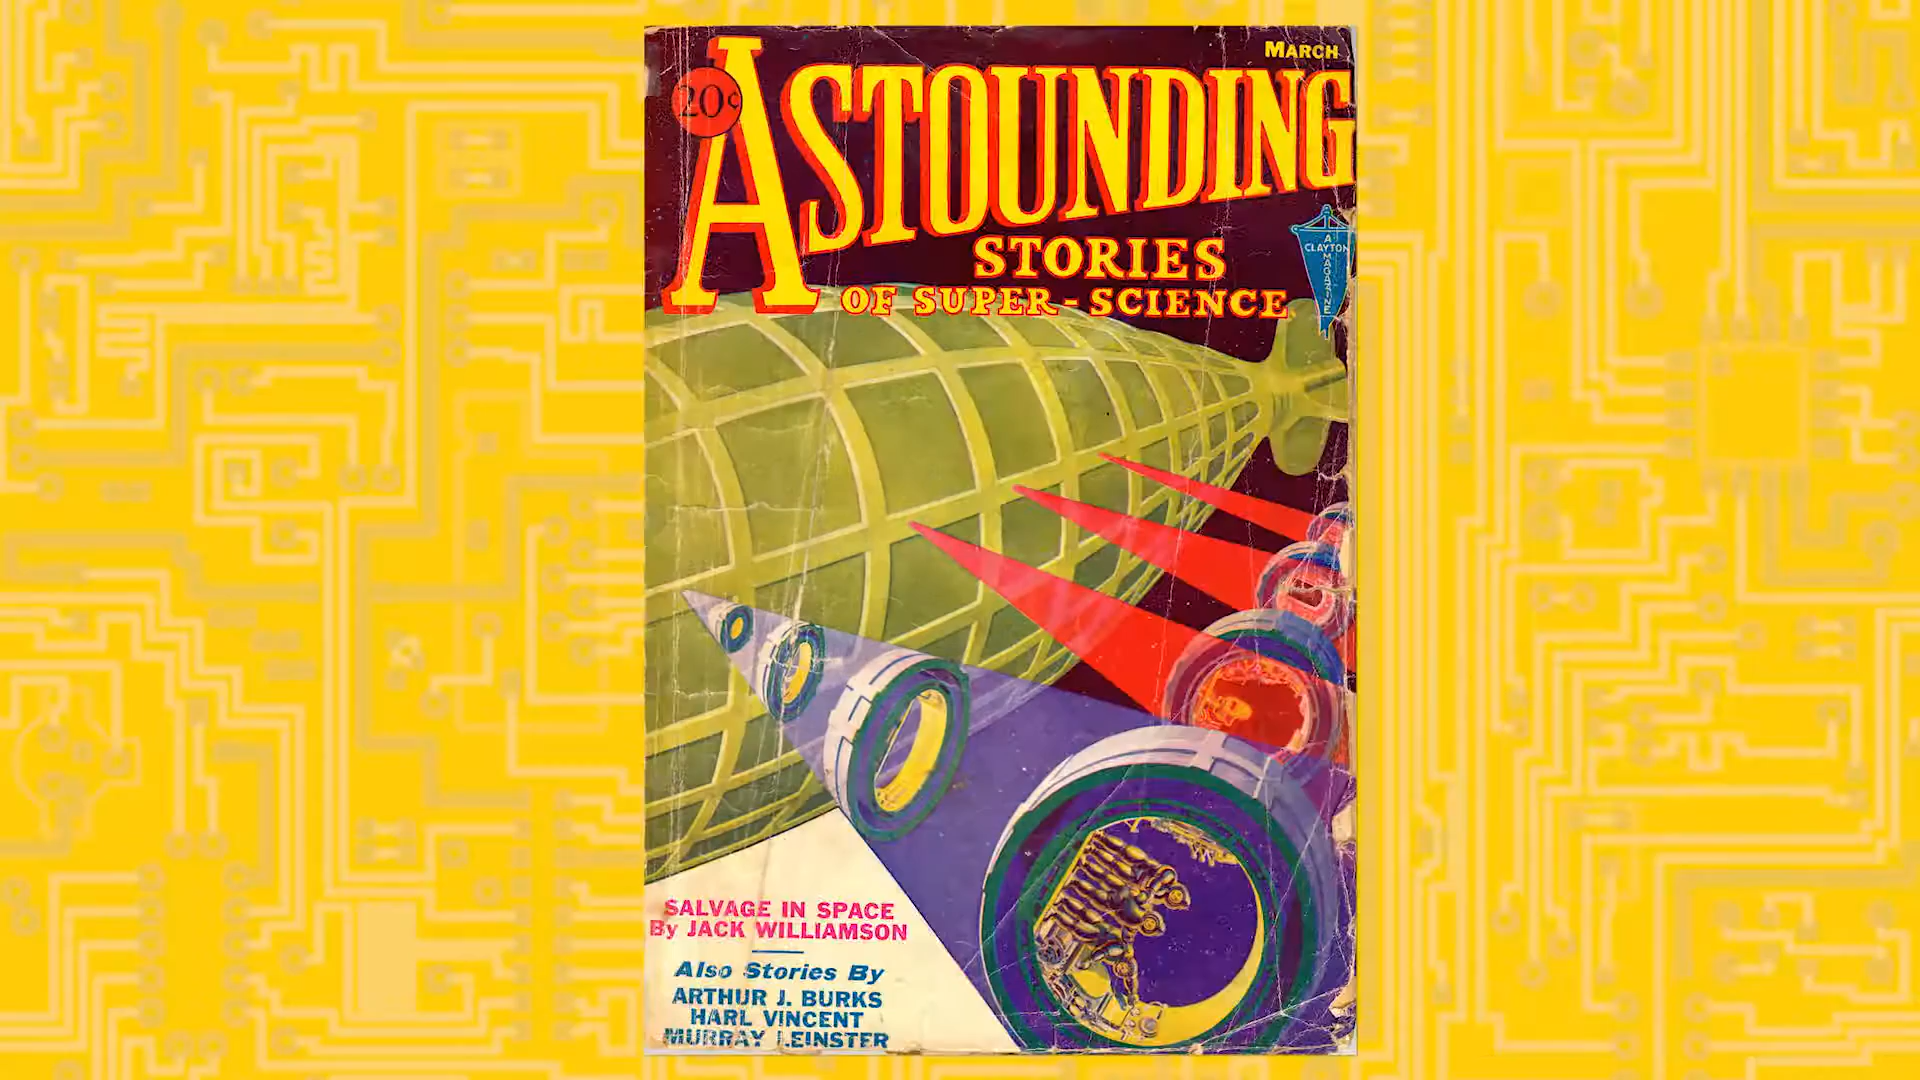 MARCH
20¢
ASTOUNDING
STORIES
OF SUPER-SCIENCE
A
CLAYTON
MAGAZINE
SALVAGE IN SPACE
By JACK WILLIAMSON
Also Stories By
ARTHUR J. BURKS
HARL VINCENT
MURRAY LEINSTER